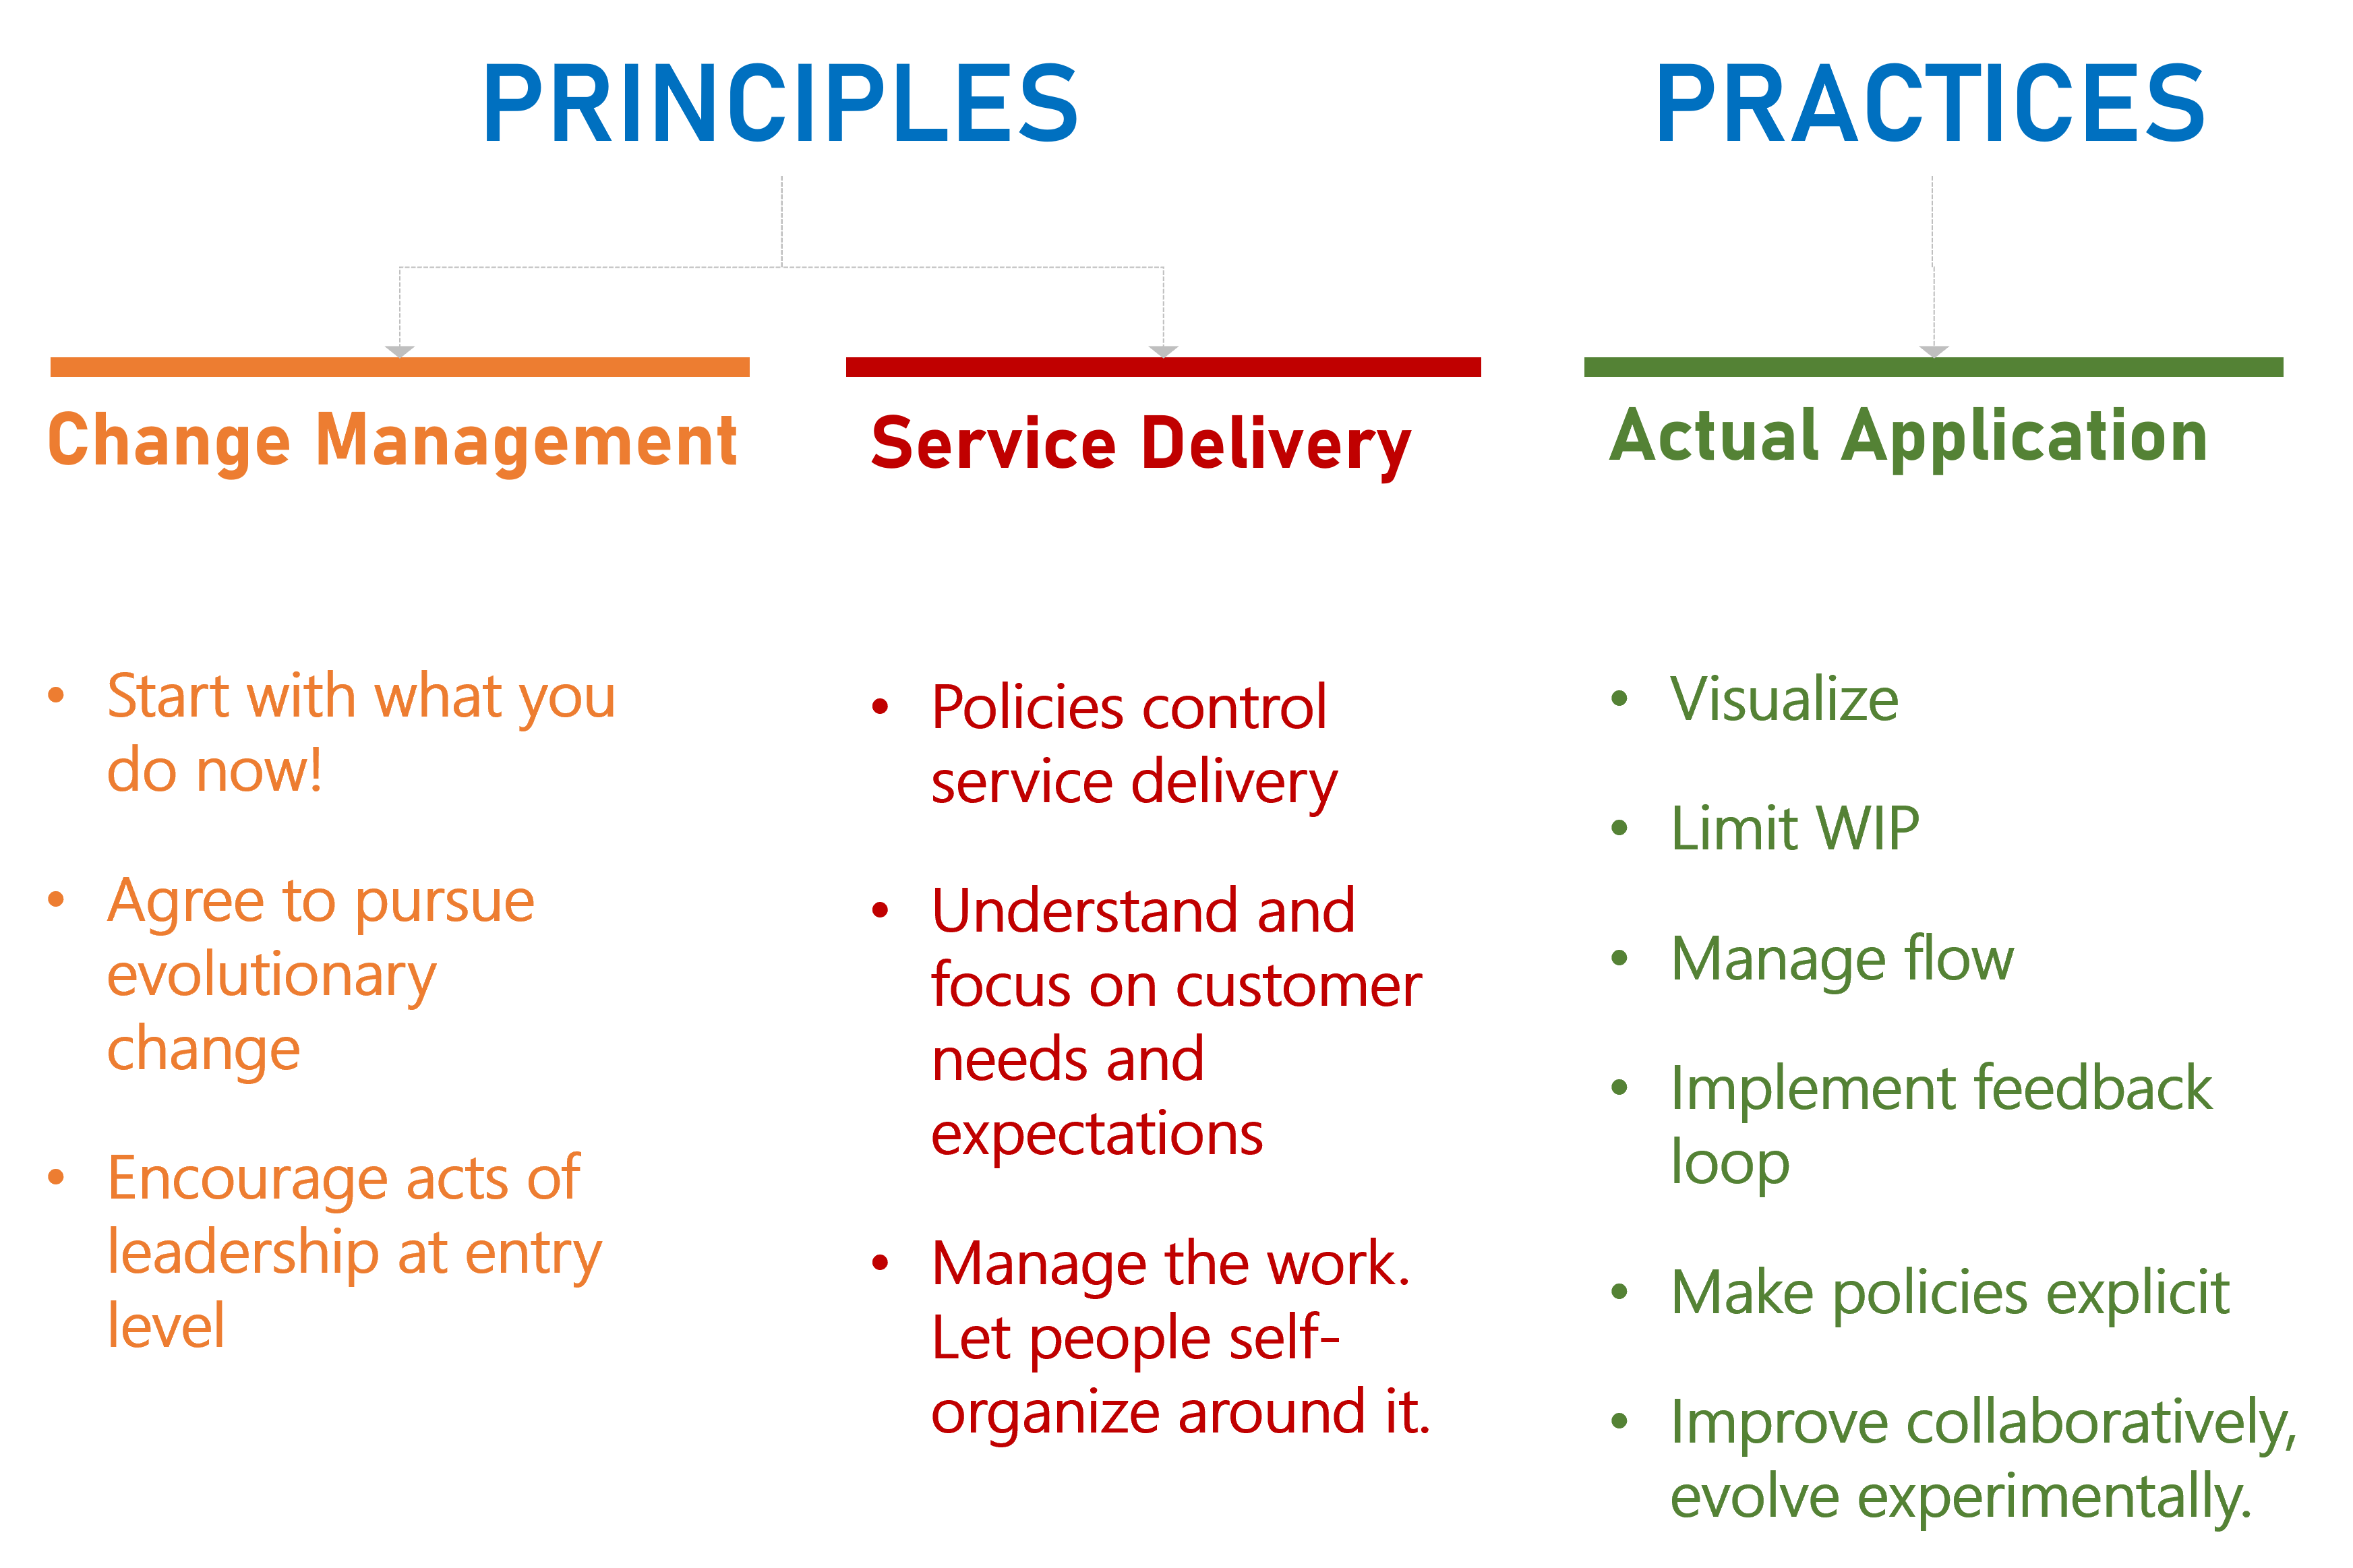 PRINCIPLES
Change Management
• Start with what you
do now!
• Agree to pursue
evolutionary
change
• Encourage acts of
leadership at entry
level
Service Delivery
• Policies control
service delivery
• Understand and
focus on customer
needs and
expectations
• Manage the work.
Let people self-
organize around it.
PRACTICES
Actual Application
• Visualize
• Limit WIP
• Manage flow
• Implement feedback
loop
• Make policies explicit
• Improve collaboratively,
evolve experimentally.